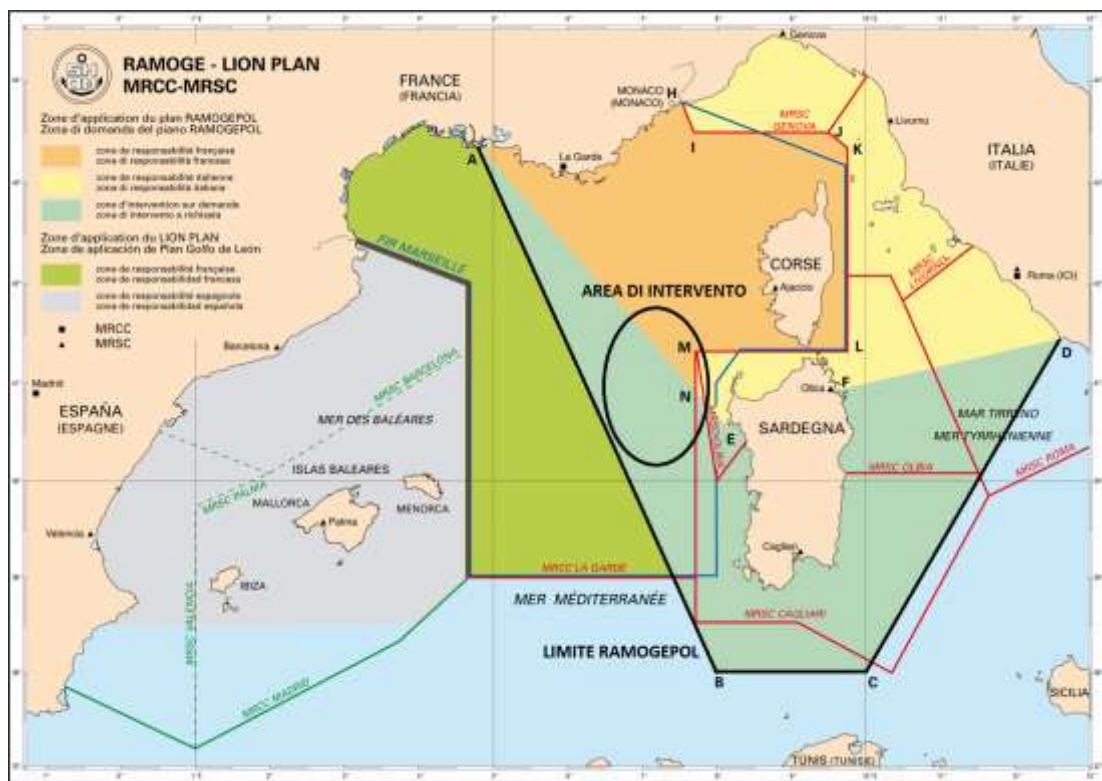 RAMOGE - LION PLAN
MRCC-MRSC
Zone d'application du plan RAMOGEPOL
Zona di domanda del piano RAMOGEPOL
zone de responsabilité française
zona di responsabilità francese
zone de responsabilité italienne
zona di responsabilità italiana
zone d'intervention sur demande
zona di intervento a richiesta
Zone d'application du LION PLAN
Zona de aplicación de Plan Golfo de León
zone de responsabilité française
zona de responsabilidad francesa
zone de responsabilité espagnole
zona de responsabilidad española
MRCC
MRSC
FRANCE
(FRANCIA)
MONACO
(MONACO)
H
Genova
MRSC
GENOVA
I
J
K
Livorno
ITALIA
(ITALIE)
A
La Garde
FIR MARSEILLE
CORSE
Ajaccio
AREA DI INTERVENTO
MRSC
LIVORNO
Roma (ICI)
M
L
D
N
Olbia
F
E
SARDEGNA
MAR TIRRENO
MER TYRRHÉNIENNE
MRSC OLBIA
MRSC ROMA
Cagliari
MRSC CAGLIARI
Barcelona
Madrid
ESPAÑA
(ESPAGNE)
MRSC BARCELONA
MER DES BALÉARES
ISLAS BALEARES
MRSC PALMA
MALLORCA
Palma
MENORCA
Valencia
IBIZA
MRSC VALENCIA
MRCC LA GARDE
MER MÉDITERRANÉE
MRCC MADRID
LIMITE RAMOGEPOL
B
C
SICILIA
TUNIS (TUNISIE)